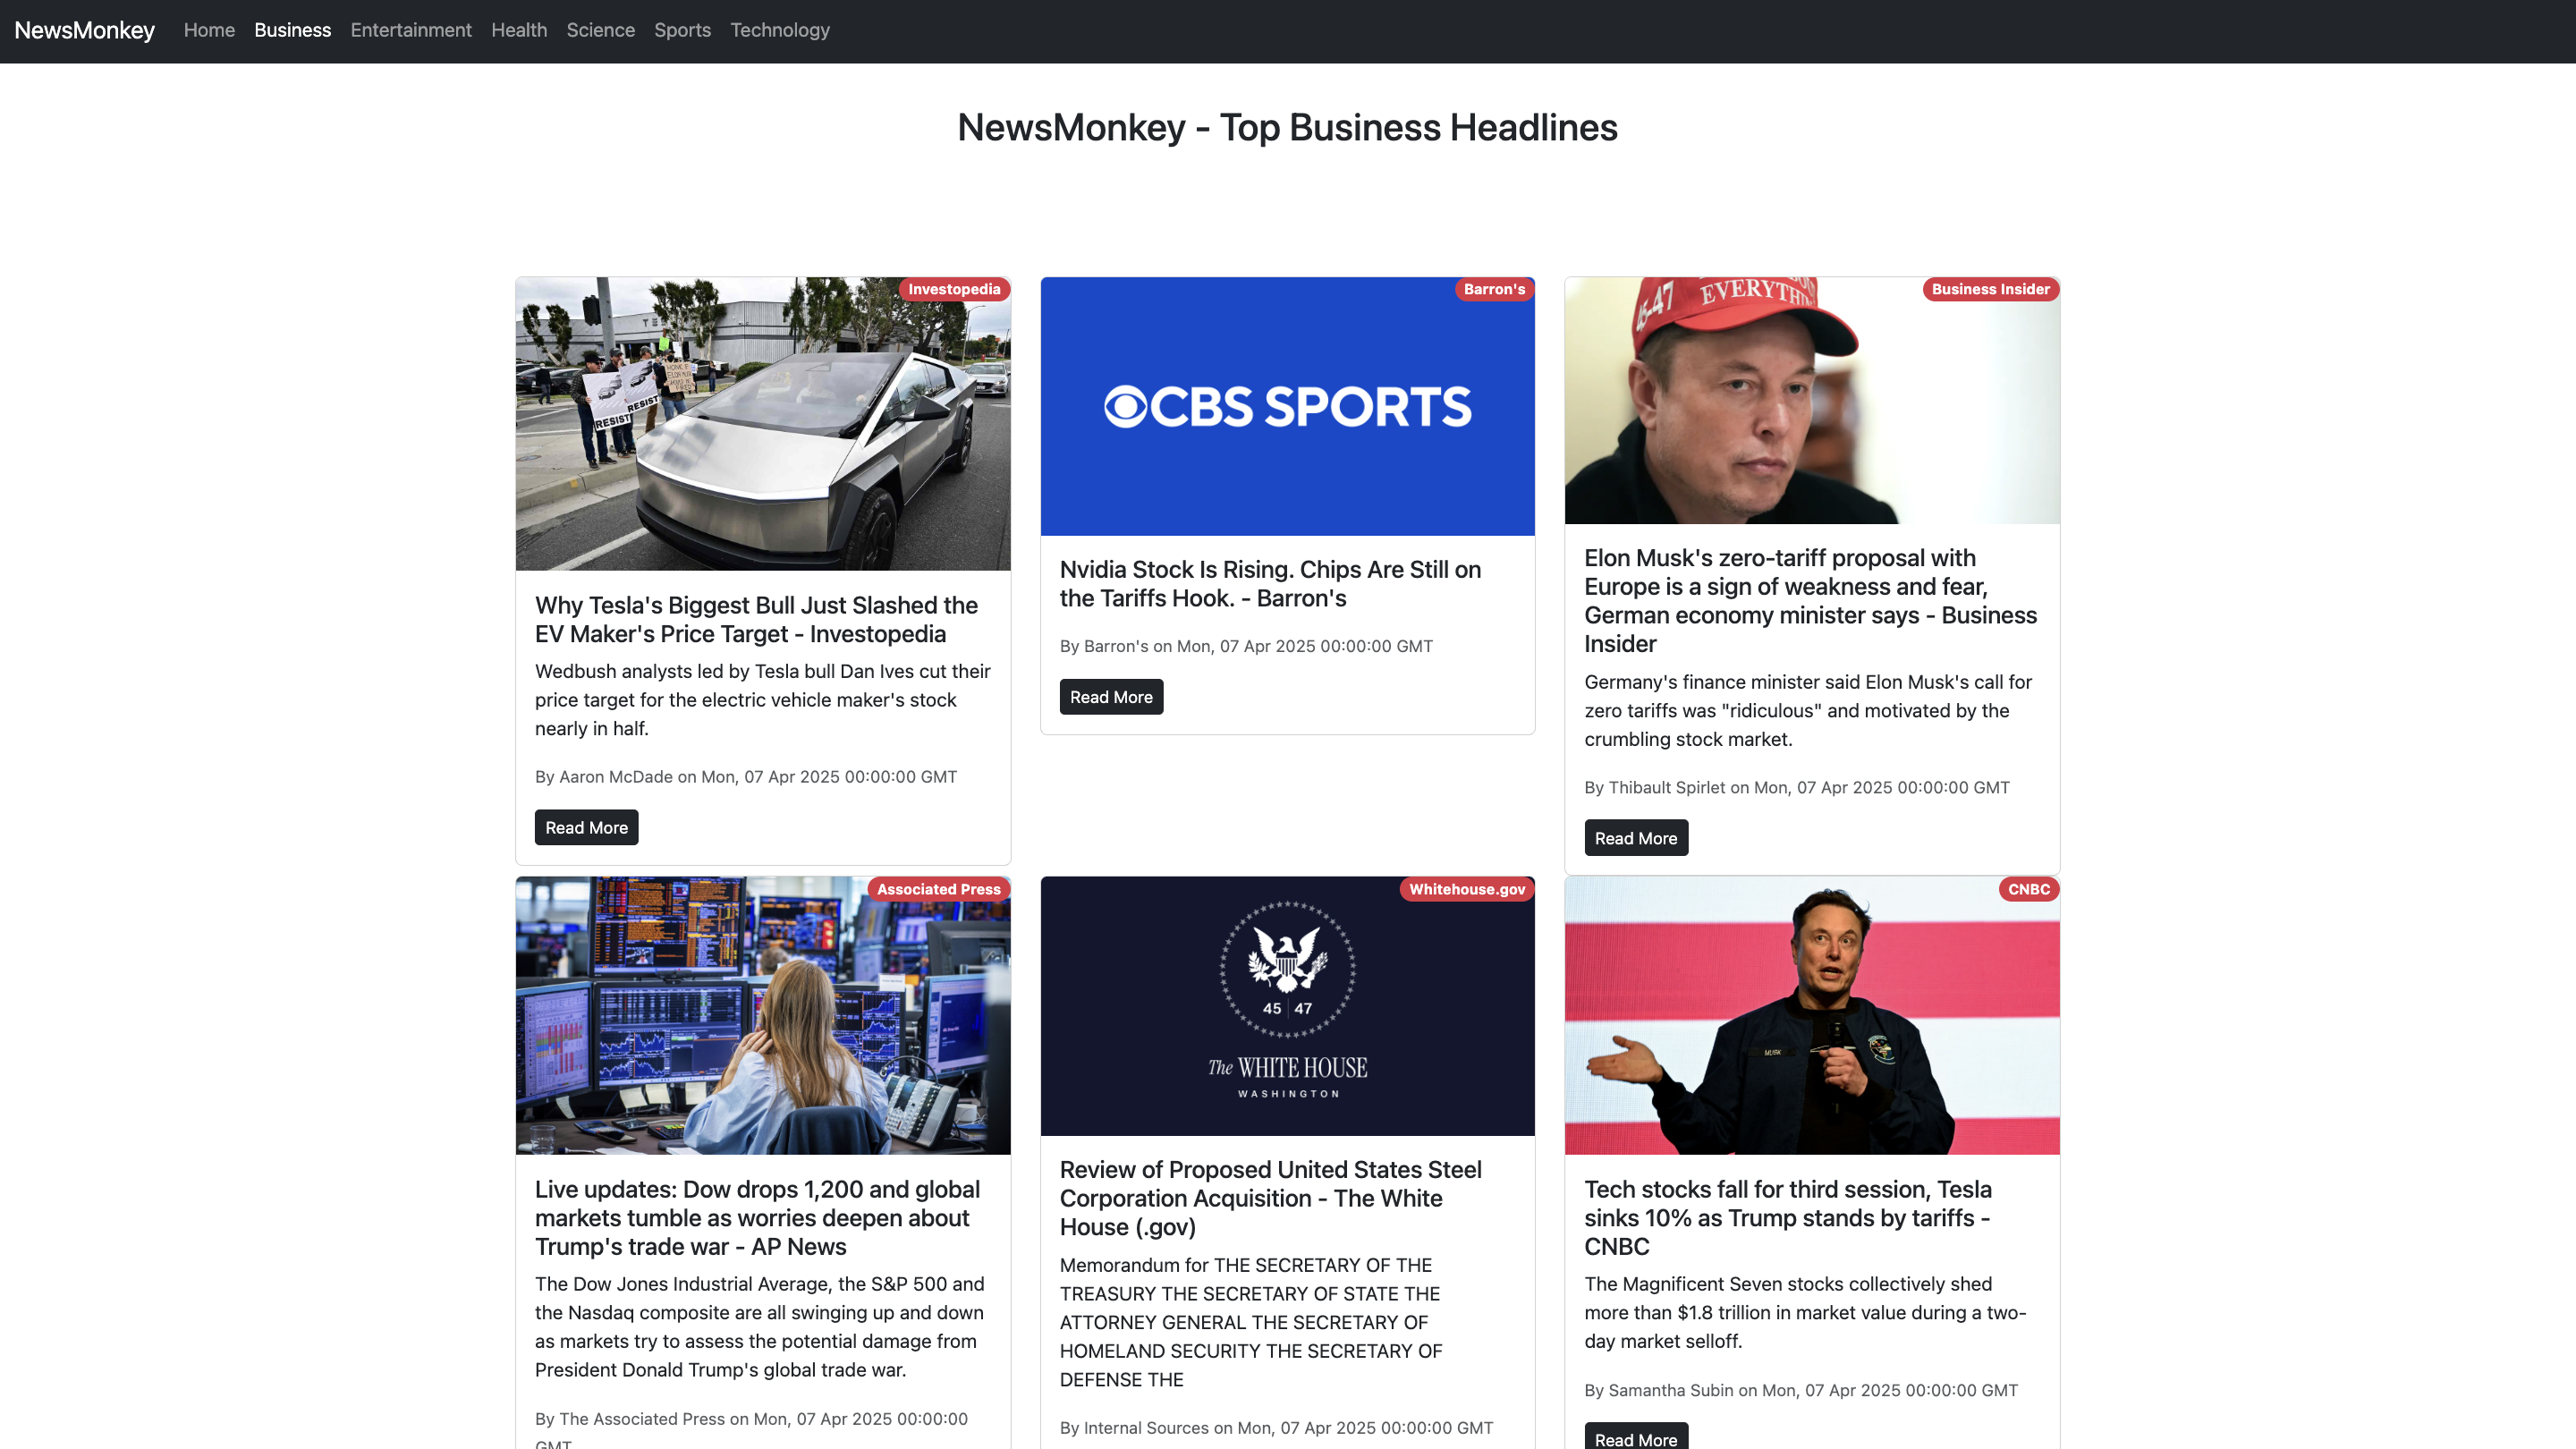 NewsMonkey Home Business Entertainment Health Science Sports Technology
NewsMonkey - Top Business Headlines
Investopedia
RESIST
RESIST
Why Tesla's Biggest Bull Just Slashed the
EV Maker's Price Target - Investopedia
Wedbush analysts led by Tesla bull Dan Ives cut their
price target for the electric vehicle maker's stock
nearly in half.
By Aaron McDade on Mon, 07 Apr 2025 00:00:00 GMT
Read More
Barron's
CBS SPORTS
Nvidia Stock Is Rising. Chips Are Still on
the Tariffs Hook. - Barron's
By Barron's on Mon, 07 Apr 2025 00:00:00 GMT
Read More
Business Insider
45-47
EVERYTHIN
Elon Musk's zero-tariff proposal with
Europe is a sign of weakness and fear,
German economy minister says - Business
Insider
Germany's finance minister said Elon Musk's call for
zero tariffs was "ridiculous" and motivated by the
crumbling stock market.
By Thibault Spirlet on Mon, 07 Apr 2025 00:00:00 GMT
Read More
Associated Press
Live updates: Dow drops 1,200 and global
markets tumble as worries deepen about
Trump's trade war - AP News
The Dow Jones Industrial Average, the S&P 500 and
the Nasdaq composite are all swinging up and down
as markets try to assess the potential damage from
President Donald Trump's global trade war.
By The Associated Press on Mon, 07 Apr 2025 00:00:00
GMT
Whitehouse.gov
45 | 47
The WHITE HOUSE
WASHINGTON
Review of Proposed United States Steel
Corporation Acquisition - The White
House (.gov)
Memorandum for THE SECRETARY OF THE
TREASURY THE SECRETARY OF STATE THE
ATTORNEY GENERAL THE SECRETARY OF
HOMELAND SECURITY THE SECRETARY OF
DEFENSE THE
By Internal Sources on Mon, 07 Apr 2025 00:00:00 GMT
CNBC
MUSK
Tech stocks fall for third session, Tesla
sinks 10% as Trump stands by tariffs -
CNBC
The Magnificent Seven stocks collectively shed
more than $1.8 trillion in market value during a two-
day market selloff.
By Samantha Subin on Mon, 07 Apr 2025 00:00:00 GMT
Read More